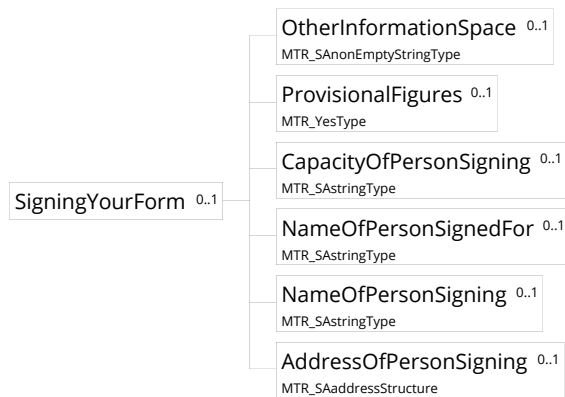 OtherInformationSpace 0..1
MTR_SAnonEmptyStringType
ProvisionalFigures 0..1
MTR_YesType
CapacityOfPersonSigning 0..1
MTR_SAstringType
SigningYourForm 0..1
NameOfPersonSignedFor 0..1
MTR_SAstringType
NameOfPersonSigning 0..1
MTR_SAstringType
AddressOfPersonSigning 0..1
MTR_SAaddressStructure